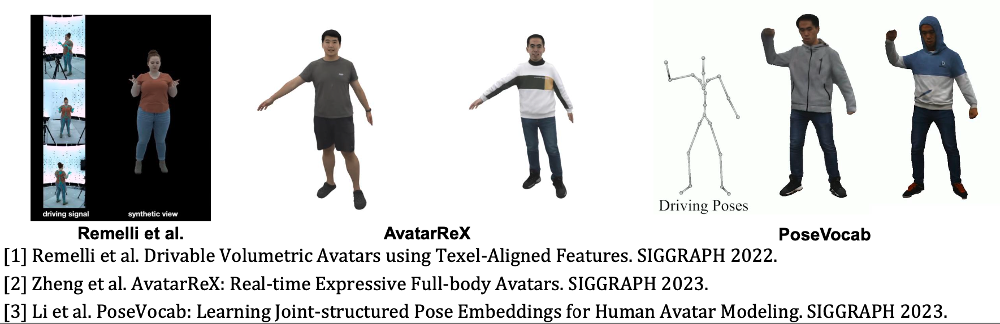 driving signal
synthetic view
Driving Poses
Remelli et al.
AvatarReX
PoseVocab
[1] Remelli et al. Drivable Volumetric Avatars using Texel-Aligned Features. SIGGRAPH 2022.
[2] Zheng et al. AvatarReX: Real-time Expressive Full-body Avatars. SIGGRAPH 2023.
[3] Li et al. PoseVocab: Learning Joint-structured Pose Embeddings for Human Avatar Modeling. SIGGRAPH 2023.